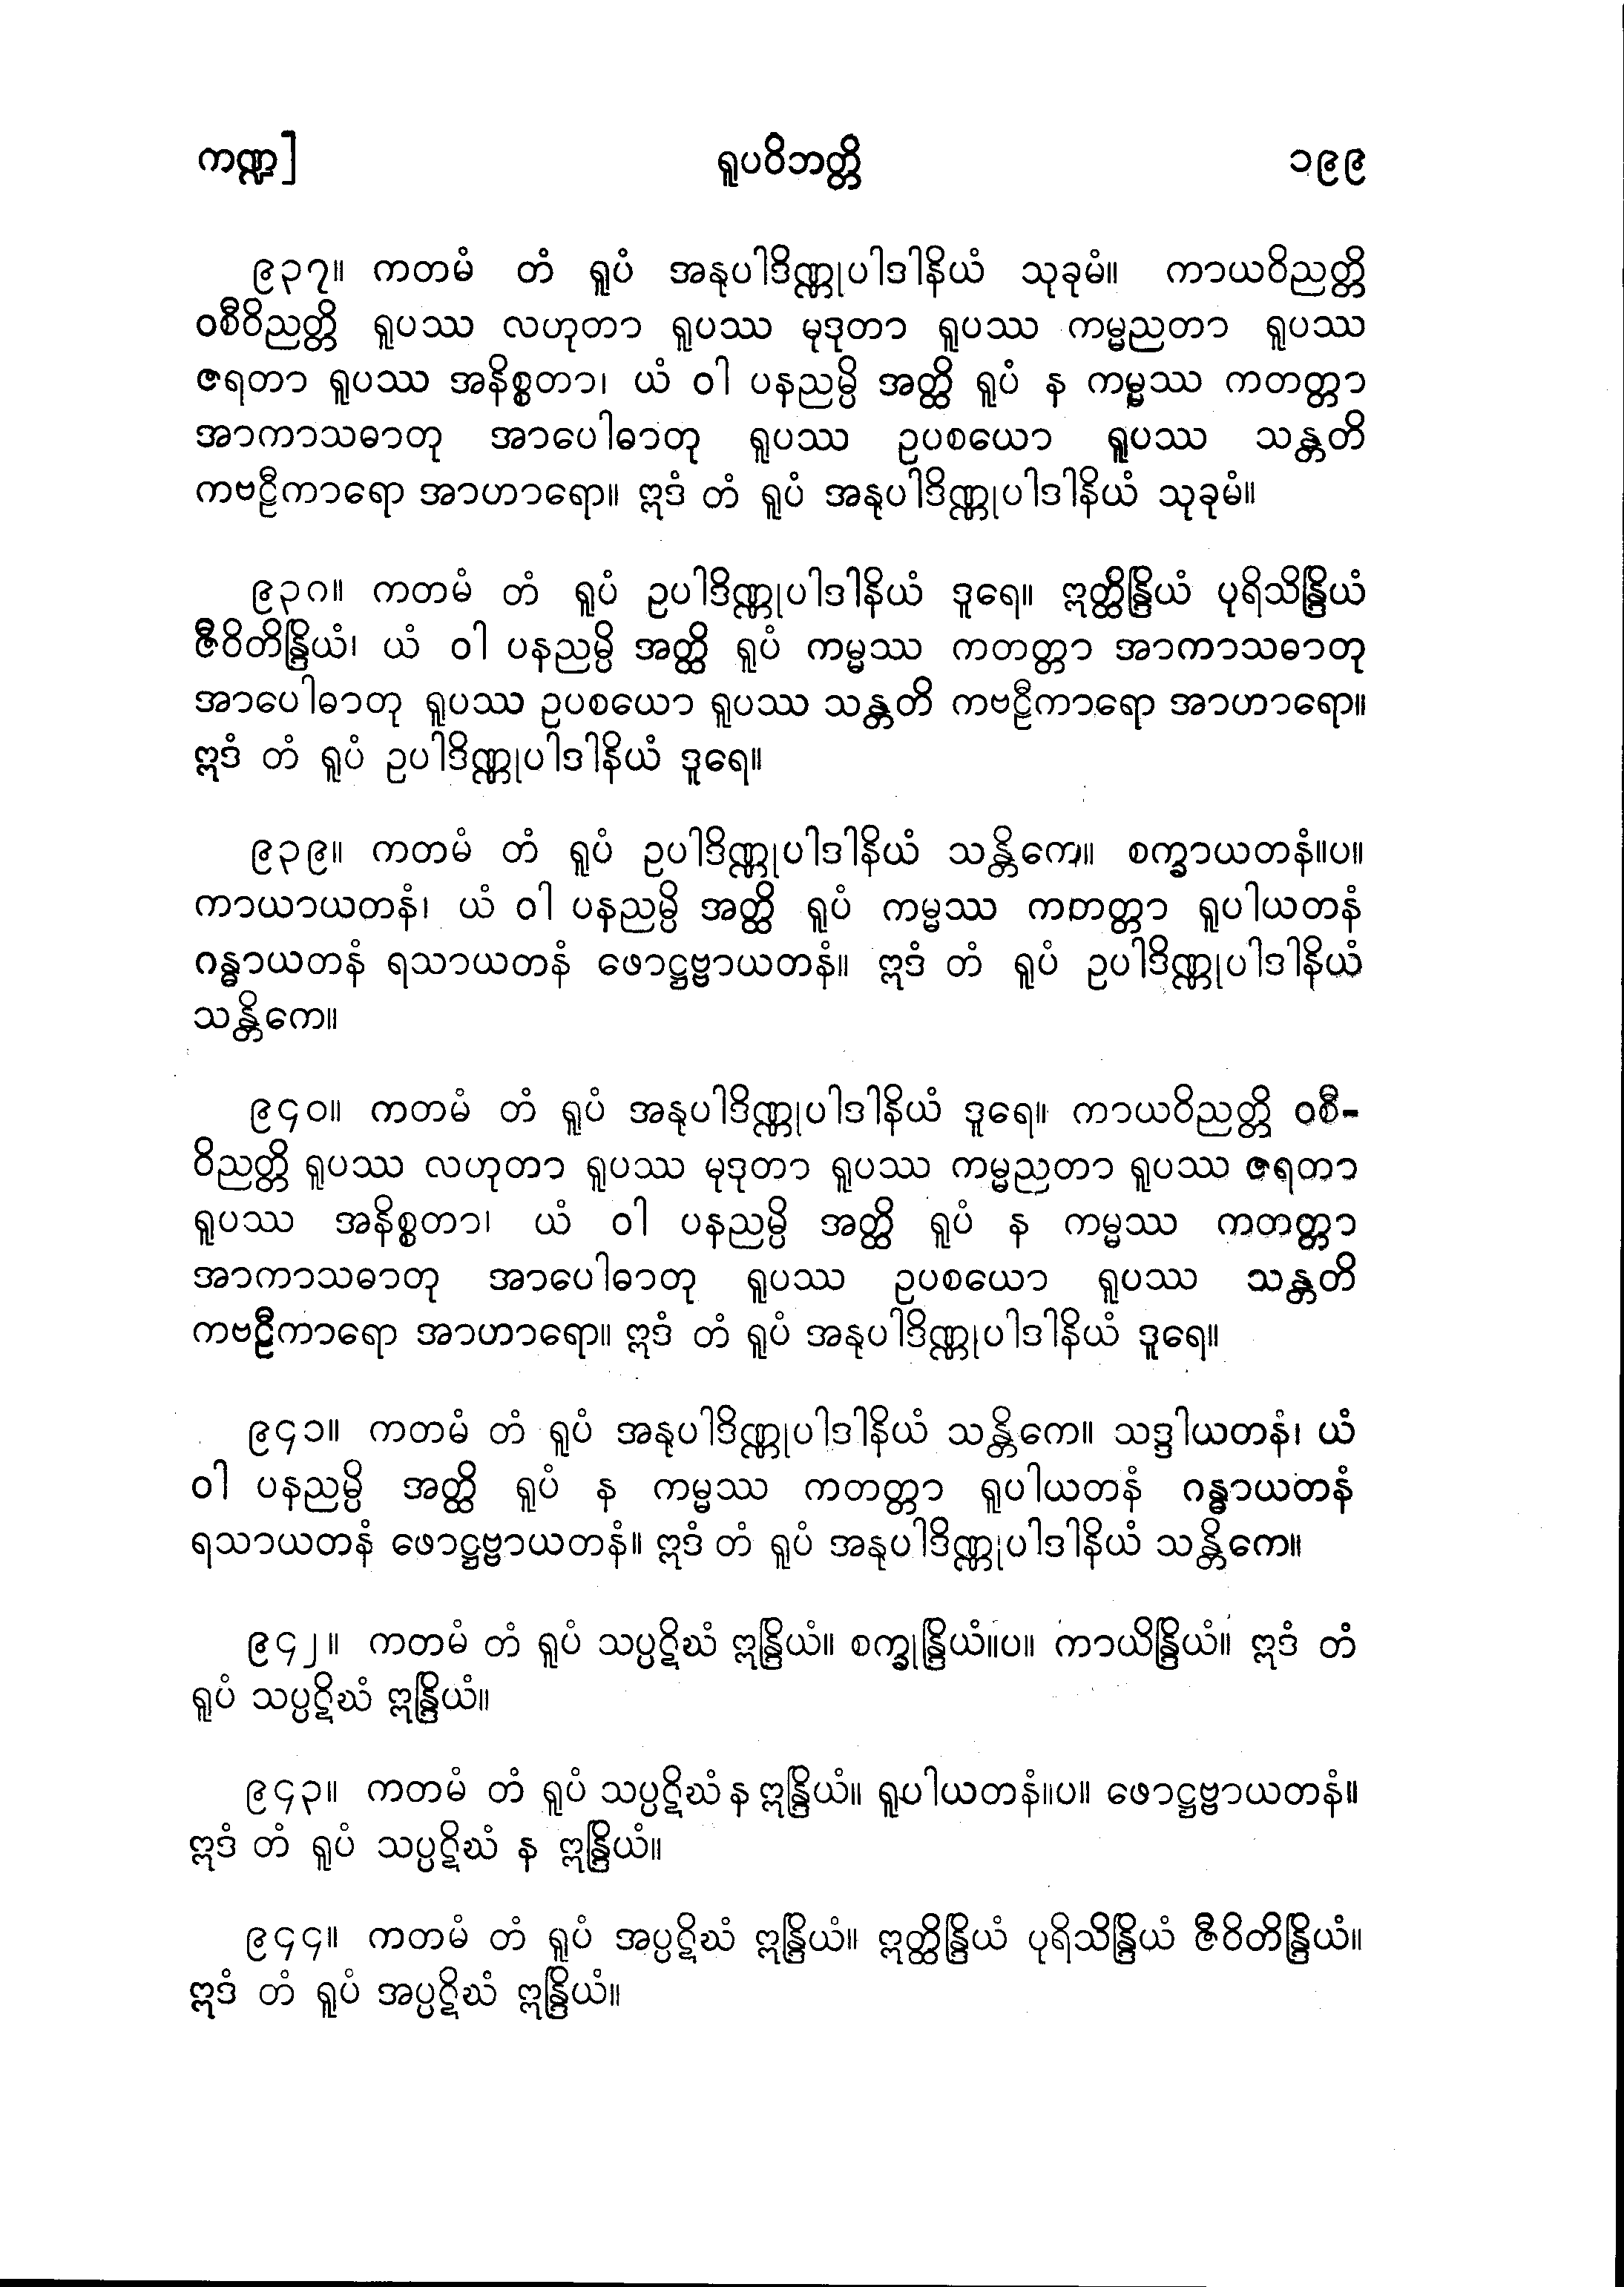 ကဏ္ဍ]
ရူပဝိဘတ္တိ
၁၉၉
၉၃၇။ ကတမံ တံ ရူပံ အနုပါဒိဏ္ဏုပါဒါနိယံ သုခုမံ။ ကာယဝိညတ္တိ
ဝစီဝိညတ္တိ ရူပဿ လဟုတာ ရူပဿ မုဒုတာ ရူပဿ ကမ္မညတာ ရူပဿ
ဇရတာ ရူပဿ အနိစ္စတာ၊ ယံ ဝါ ပနညမ္ပိ အတ္ထိ ရူပံ န ကမ္မဿ ကတတ္တာ
အာကာသဓာတု အာပေါဓာတု ရူပဿ ဥပစယော ရူပဿ သန္တတိ
ကဗဠီကာရော အာဟာရော။ ဣဒံ တံ ရူပံ အနုပါဒိဏ္ဏုပါဒါနိယံ သုခုမံ။
၉၃၈။ ကတမံ တံ ရူပံ ဥပါဒိဏ္ဏုပါဒါနိယံ ဒူရေ။ ဣတ္ထိန္ဒြိယံ ပုရိသိန္ဒြိယံ
ဇီဝိတိန္ဒြိယံ၊ ယံ ဝါ ပနညမ္ပိ အတ္ထိ ရူပံ ကမ္မဿ ကတတ္တာ အာကာသဓာတု
အာပေါဓာတု ရူပဿ ဥပစယော ရူပဿ သန္တတိ ကဗဠီကာရော အာဟာရော။
ဣဒံ တံ ရူပံ ဥပါဒိဏ္ဏုပါဒါနိယံ ဒူရေ။
၉၃၉။ ကတမံ တံ ရူပံ ဥပါဒိဏ္ဏုပါဒါနိယံ သန္တိကေ။ စက္ခာယတနံ။ပ။
ကာယာယတနံ၊ ယံ ဝါ ပနညမ္ပိ အတ္ထိ ရူပံ ကမ္မဿ ကတတ္တာ ရူပါယတနံ
ဂန္ဓာယတနံ ရသာယတနံ ဖောဋ္ဌဗ္ဗာယတနံ။ ဣဒံ တံ ရူပံ ဥပါဒိဏ္ဏုပါဒါနိယံ
သန္တိကေ။
၉၄၀။ ကတမံ တံ ရူပံ အနုပါဒိဏ္ဏုပါဒါနိယံ ဒူရေ။ ကာယဝိညတ္တိ ဝစီ-
ဝိညတ္တိ ရူပဿ လဟုတာ ရူပဿ မုဒုတာ ရူပဿ ကမ္မညတာ ရူပဿ ဇရတာ
ရူပဿ အနိစ္စတာ၊ ယံ ဝါ ပနညမ္ပိ အတ္ထိ ရူပံ န ကမ္မဿ ကတတ္တာ
အာကာသဓာတု အာပေါဓာတု ရူပဿ ဥပစယော ရူပဿ သန္တတိ
ကဗဠီကာရော အာဟာရော။ ဣဒံ တံ ရူပံ အနုပါဒိဏ္ဏုပါဒါနိယံ ဒူရေ။
၉၄၁။ ကတမံ တံ ရူပံ အနုပါဒိဏ္ဏုပါဒါနိယံ သန္တိကေ။ သဒ္ဒါယတနံ၊ ယံ
ဝါ ပနညမ္ပိ အတ္ထိ ရူပံ န ကမ္မဿ ကတတ္တာ ရူပါယတနံ ဂန္ဓာယတနံ
ရသာယတနံ ဖောဋ္ဌဗ္ဗာယတနံ။ ဣဒံ တံ ရူပံ အနုပါဒိဏ္ဏုပါဒါနိယံ သန္တိကေ။
၉၄၂။ ကတမံ တံ ရူပံ သပ္ပဋိဃံ ဣန္ဒြိယံ။ စက္ခုန္ဒြိယံ။ပ။ ကာယိန္ဒြိယံ။ ဣဒံ တံ
ရူပံ သပ္ပဋိဃံ ဣန္ဒြိယံ။
၉၄၃။ ကတမံ တံ ရူပံ သပ္ပဋိဃံ န ဣန္ဒြိယံ။ ရူပါယတနံ။ပ။ ဖောဋ္ဌဗ္ဗာယတနံ။
ဣဒံ တံ ရူပံ သပ္ပဋိဃံ န ဣန္ဒြိယံ။
၉၄၄။ ကတမံ တံ ရူပံ အပ္ပဋိဃံ ဣန္ဒြိယံ။ ဣတ္ထိန္ဒြိယံ ပုရိသိန္ဒြိယံ ဇီဝိတိန္ဒြိယံ။
ဣဒံ တံ ရူပံ အပ္ပဋိဃံ ဣန္ဒြိယံ။